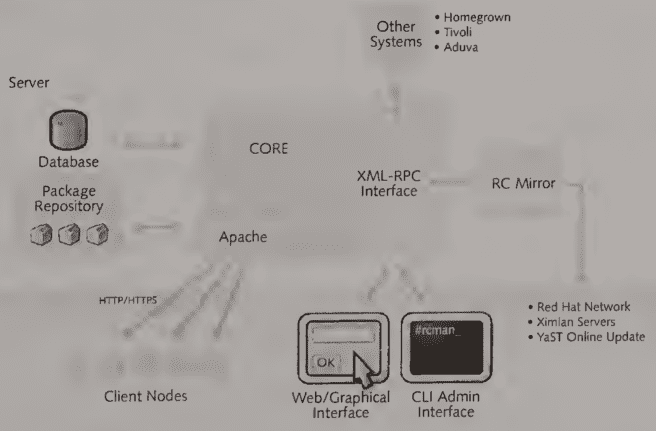 Other
Systems
• Homegrown
• Tivoli
• Aduva
Server
Database
CORE
Package
Repository
XML-RPC
Interface
RC Mirror
Apache
HTTP/HTTPS
• Red Hat Network
• Ximian Servers
• YaST Online Update
#rcman_
OK
Client Nodes
Web/Graphical
Interface
CLI Admin
Interface